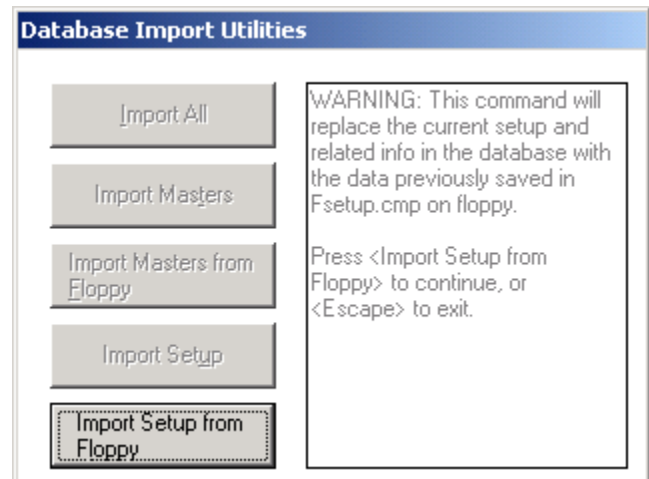 Database Import Utilities
Import All
Import Masters
Import Masters from
Floppy
Import Setup
Import Setup from
Floppy
WARNING: This command will
replace the current setup and
related info in the database with
the data previously saved in
Fsetup.cmp on floppy.
Press <Import Setup from
Floppy> to continue, or
<Escape> to exit.